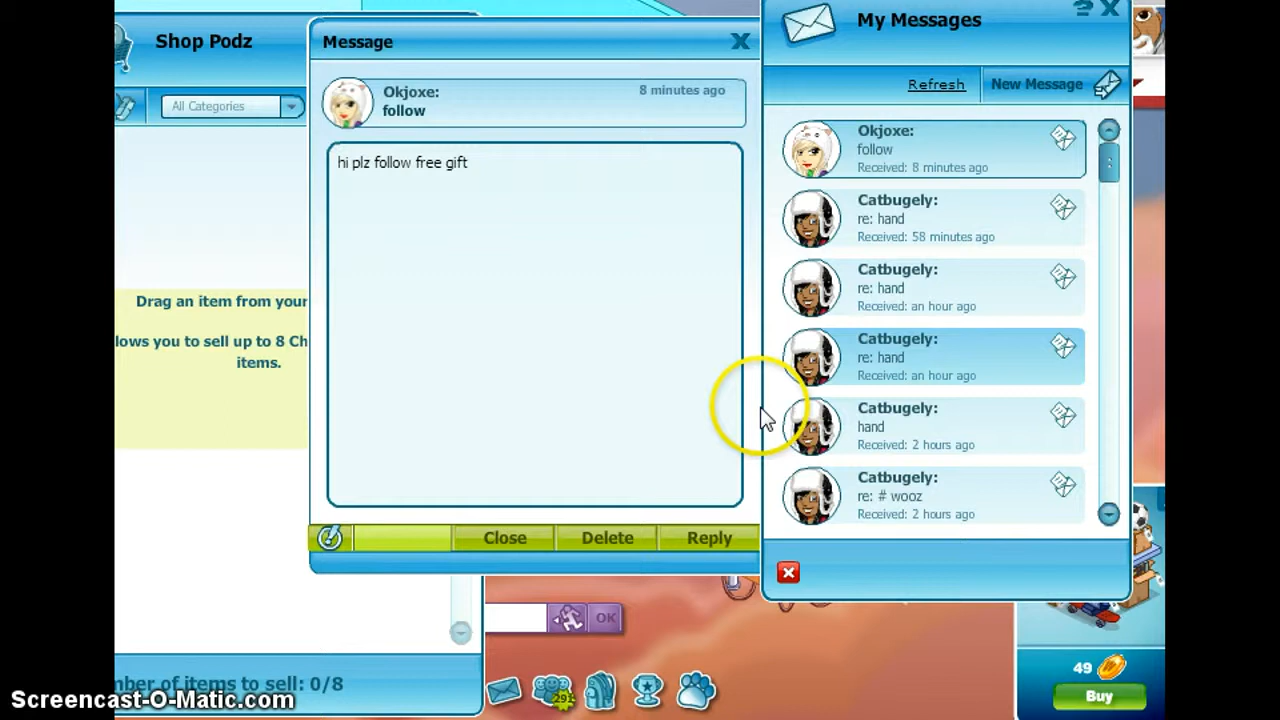 Shop Podz
All Categories
Drag an item from your
lows you to sell up to 8 Ch
items.
nber of items to sell: 0/8
Message
X
Okjoxe:
8 minutes ago
follow
hi plz follow free gift
Close
Delete
Reply
My Messages
? X
Refresh
New Message
Okjoxe:
follow
Received: 8 minutes ago
Catbugely:
re: hand
Received: 58 minutes ago
Catbugely:
re: hand
Received: an hour ago
Catbugely:
re: hand
Received: an hour ago
Catbugely:
hand
Received: 2 hours ago
Catbugely:
re: # wooz
Received: 2 hours ago
OK
291
49
Buy
Screencast-O-Matic.com